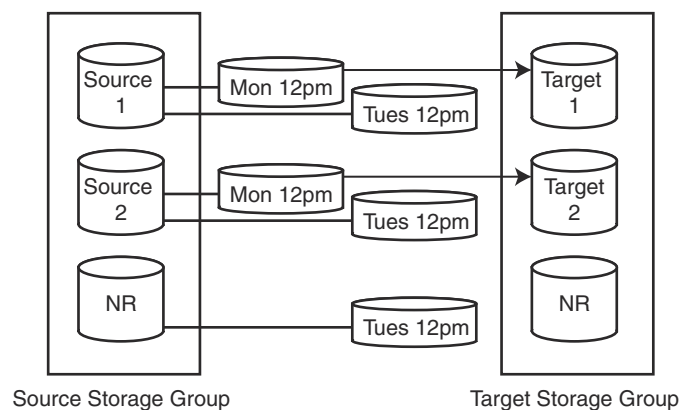 Source
1
Mon 12pm
Tues 12pm
Target
1
Source
2
Mon 12pm
Tues 12pm
Target
2
NR
Tues 12pm
NR
Source Storage Group
Target Storage Group